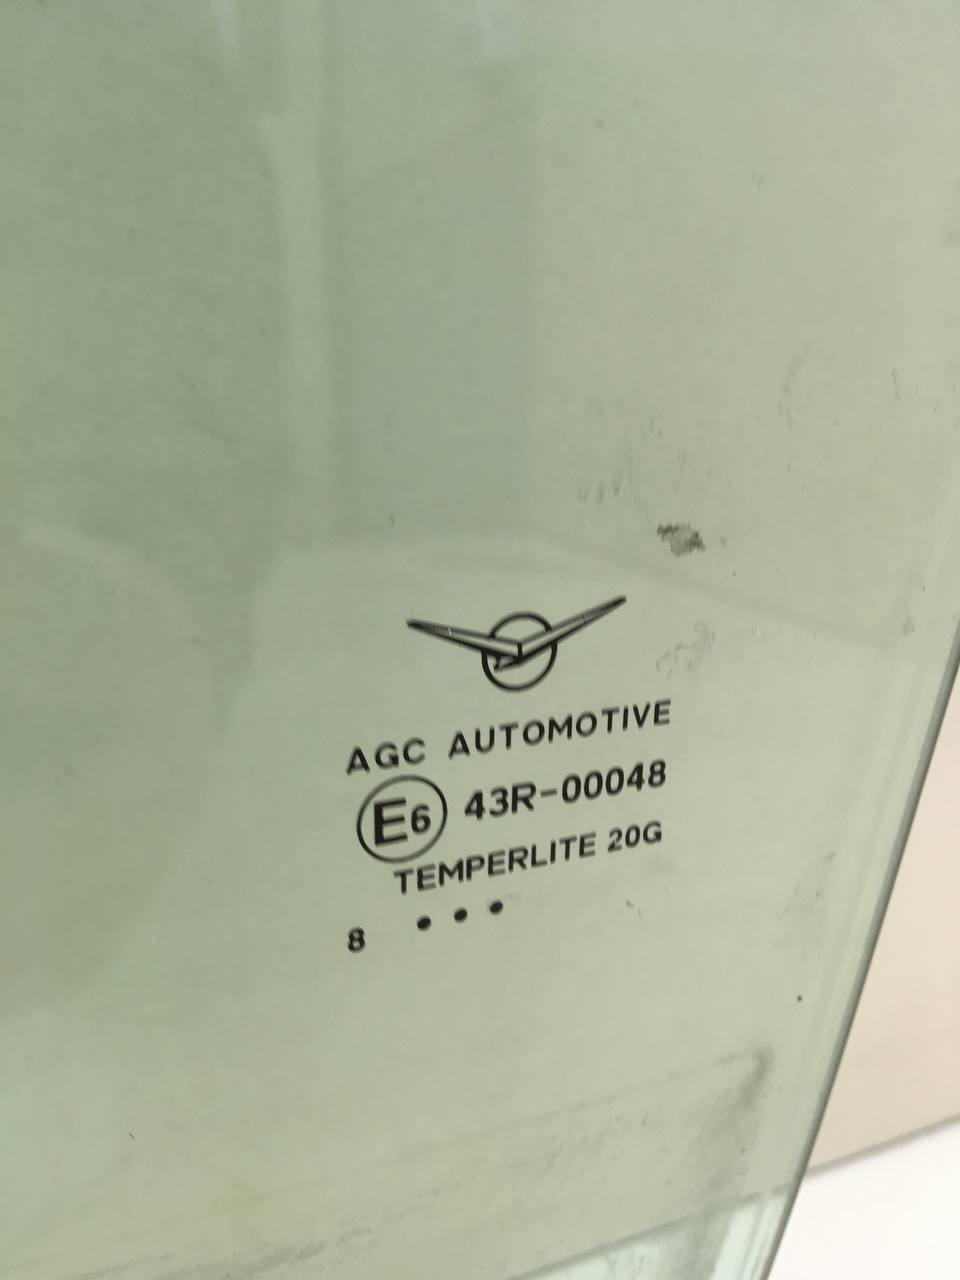 AGC AUTOMOTIVE
E6 43R-00048
TEMPERLITE 20G
8 •••